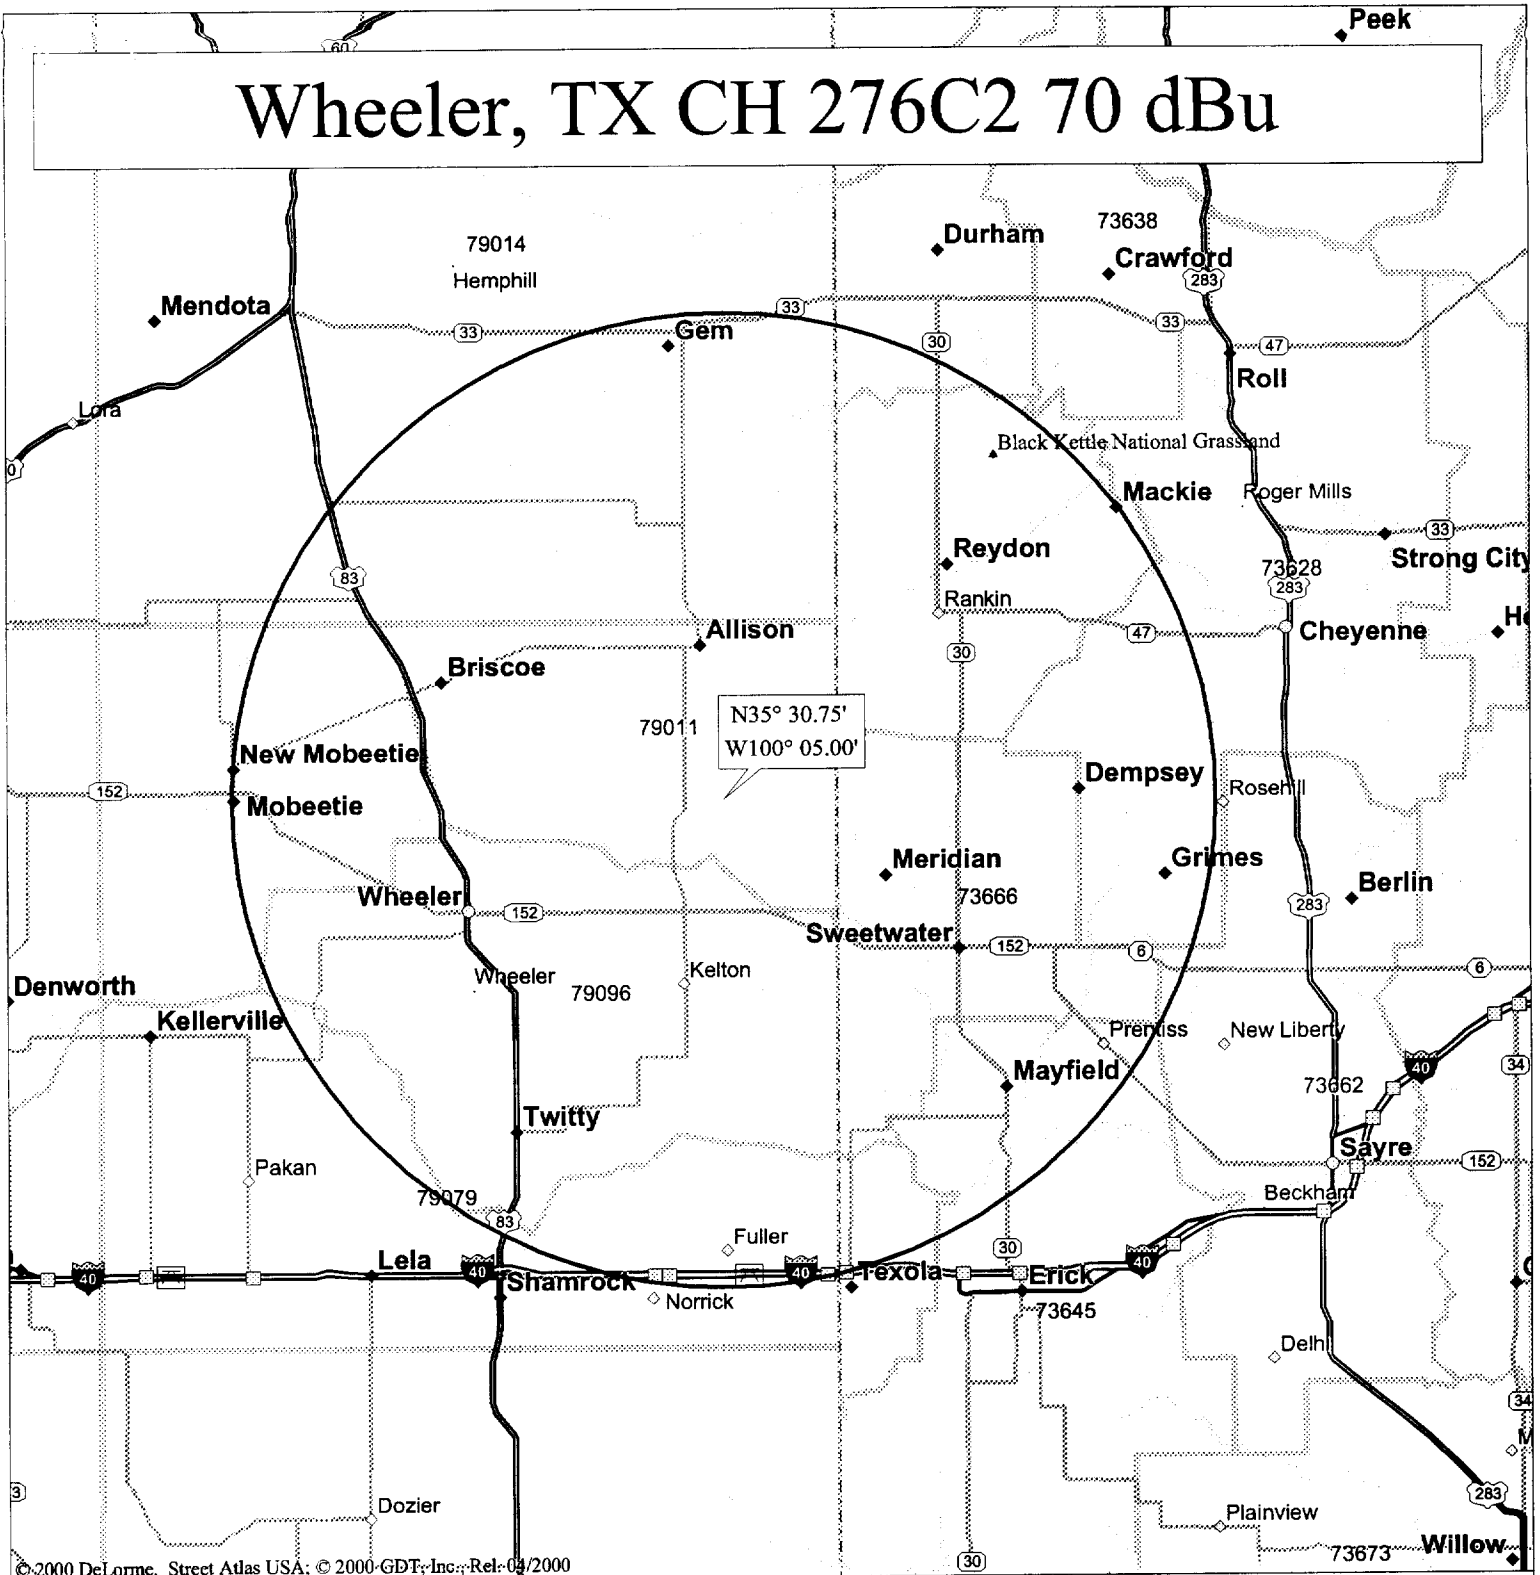 Peek
60
Wheeler, TX CH 276C2 70 dBu
73638
Durham
79014
Crawford
Hemphill
283
Mendota
33
33
33
Gem
30
47
Roll
Lora
Black Kettle National Grassland
0
Mackie
Roger Mills
33
Reydon
Strong City
73628
83
283
Rankin
Allison
47
Cheyenne
He
30
Briscoe
N35° 30.75'
79011
W100° 05.00'
New Mobeetie
Dempsey
152
Rosehill
Mobeetie
Meridian
Grimes
Berlin
Wheeler
73666
152
283
Sweetwater
152
6
6
Wheeler
Kelton
Denworth
79096
Kellerville
Prentiss
New Liberty
40
34
Mayfield
73662
Twitty
Sayre
152
Pakan
79079
Beckham
83
Fuller
30
Lela
40
40
40
40
Texola
Erick
Shamrock
Norrick
73645
Delhi
34
M
283
3
Dozier
Plainview
Willow
73673
30
© 2000 DeLorme. Street Atlas USA; © 2000 GDT, Inc., Rel. 04/2000